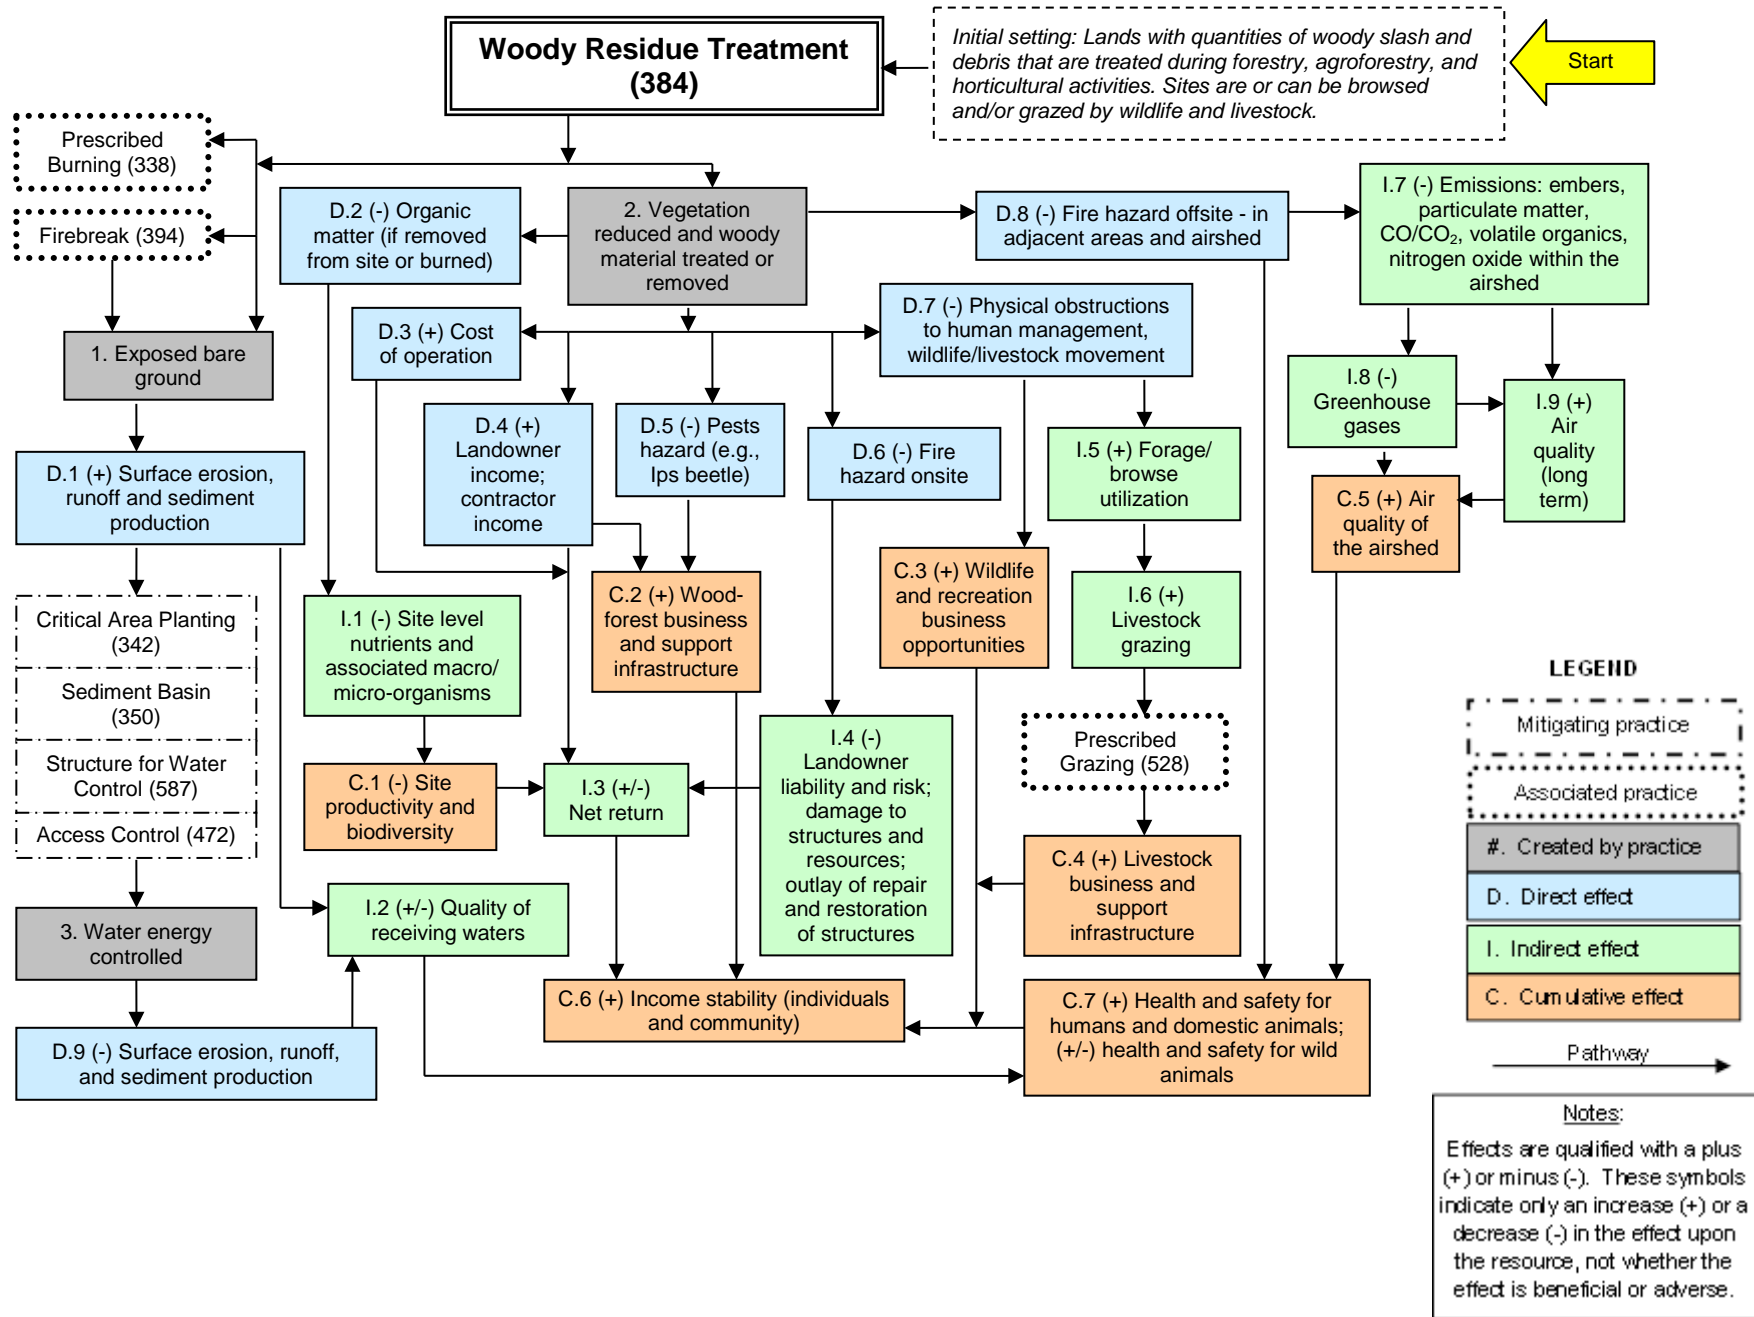 Woody Residue Treatment
(384)
Initial setting: Lands with quantities of woody slash and
debris that are treated during forestry, agroforestry, and
horticultural activities. Sites are or can be browsed
and/or grazed by wildlife and livestock.
Start
Prescribed
Burning (338)
Firebreak (394)
D.2 (-) Organic
matter (if removed
from site or burned)
2. Vegetation
reduced and woody
material treated or
removed
D.8 (-) Fire hazard offsite - in
adjacent areas and airshed
I.7 (-) Emissions: embers,
particulate matter,
CO/CO₂, volatile organics,
nitrogen oxide within the
airshed
1. Exposed bare
ground
D.3 (+) Cost
of operation
D.7 (-) Physical obstructions
to human management,
wildlife/livestock movement
I.8 (-)
Greenhouse
gases
I.9 (+)
Air
quality
(long
term)
D.4 (+)
Landowner
income;
contractor
income
D.5 (-) Pests
hazard (e.g.,
Ips beetle)
D.6 (-) Fire
hazard onsite
I.5 (+) Forage/
browse
utilization
D.1 (+) Surface erosion,
runoff and sediment
production
C.5 (+) Air
quality of
the airshed
C.2 (+) Wood-
forest business
and support
infrastructure
C.3 (+) Wildlife
and recreation
business
opportunities
I.6 (+)
Livestock
grazing
Critical Area Planting
(342)
Sediment Basin
(350)
Structure for Water
Control (587)
Access Control (472)
I.1 (-) Site level
nutrients and
associated macro/
micro-organisms
C.1 (-) Site
productivity and
biodiversity
I.3 (+/-)
Net return
I.4 (-)
Landowner
liability and risk;
damage to
structures and
resources;
outlay of repair
and restoration
of structures
Prescribed
Grazing (528)
C.4 (+) Livestock
business and
support
infrastructure
I.2 (+/-) Quality of
receiving waters
3. Water energy
controlled
C.6 (+) Income stability (individuals
and community)
C.7 (+) Health and safety for
humans and domestic animals;
(+/-) health and safety for wild
animals
D.9 (-) Surface erosion, runoff,
and sediment production
LEGEND
Mitigating practice
Associated practice
#. Created by practice
D. Direct effect
I. Indirect effect
C. Cumulative effect
Pathway
Notes:
Effects are qualified with a plus
(+) or minus (-). These symbols
indicate only an increase (+) or a
decrease (-) in the effect upon
the resource, not whether the
effect is beneficial or adverse.